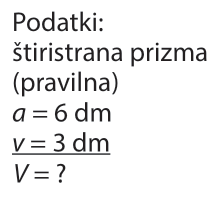 Podatki:
štiristrana prizma
(pravilna)
a = 6 dm
v = 3 dm
V = ?